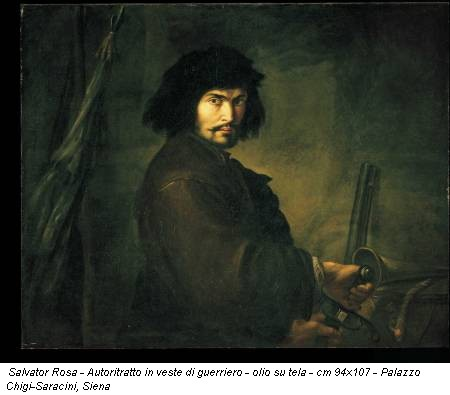 Salvator Rosa - Autoritratto in veste di guerriero - olio su tela - cm 94x107 - Palazzo
Chigi-Saracini, Siena